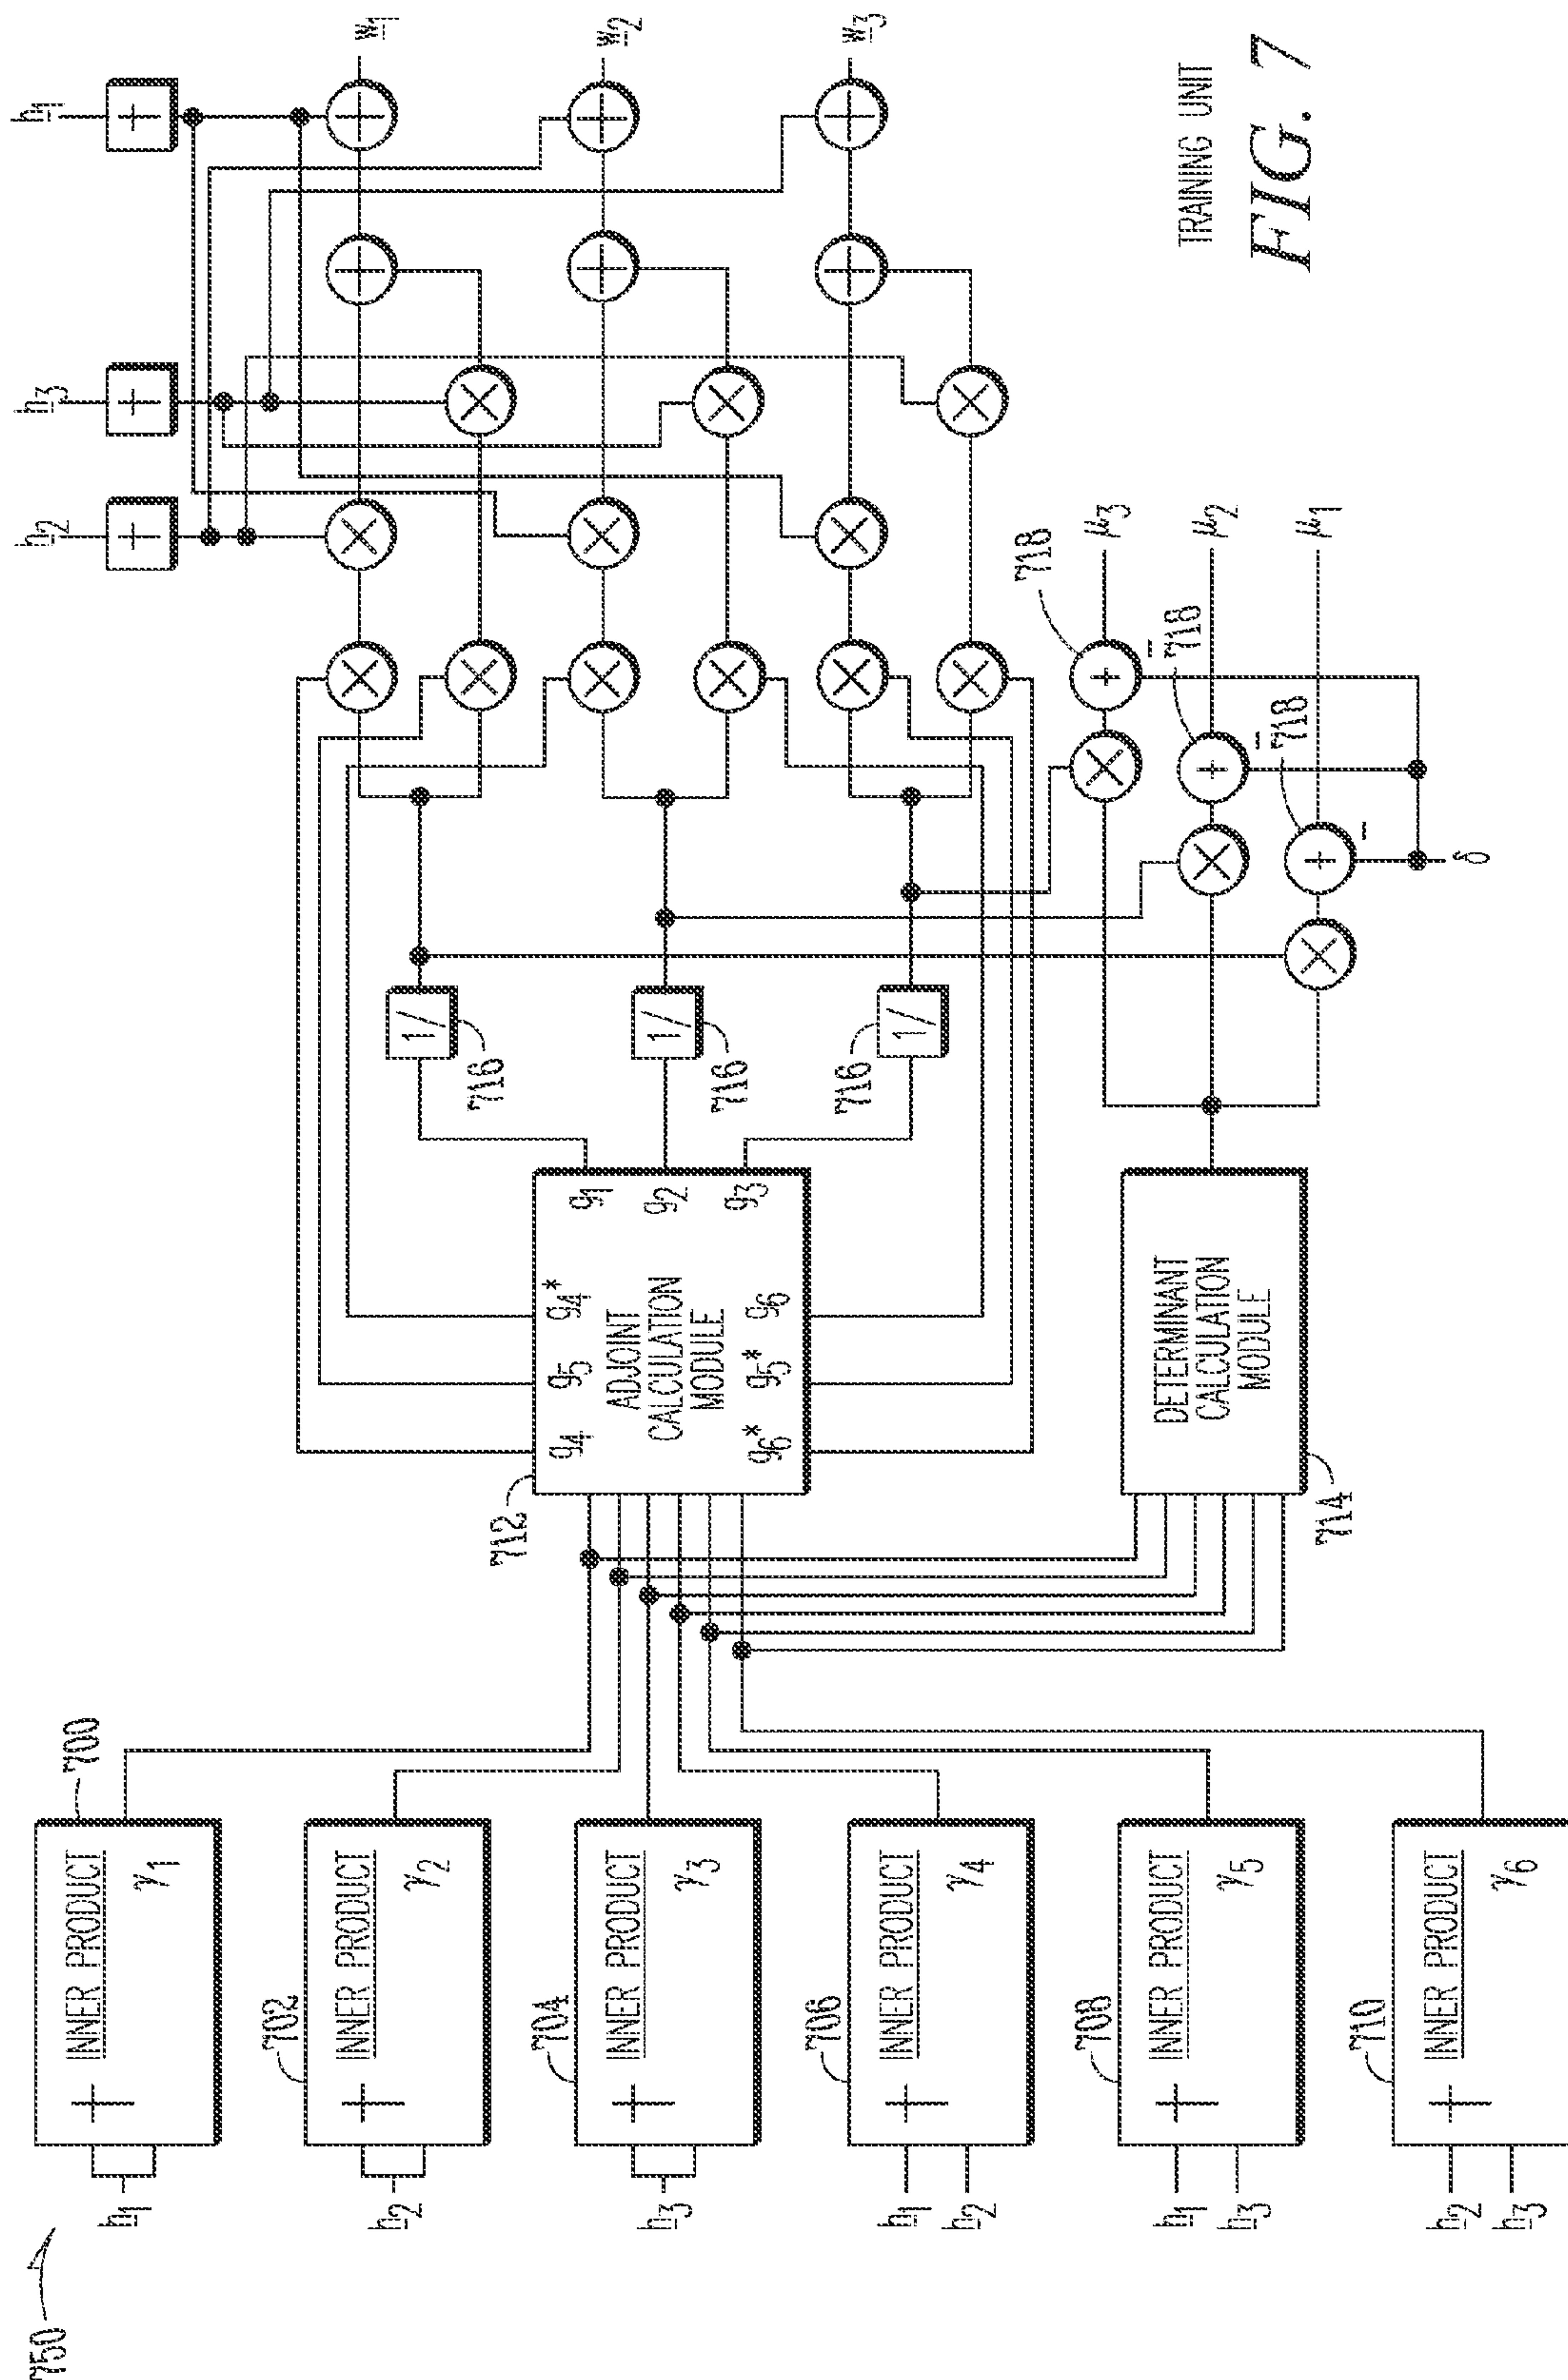 750
h1
†
INNER PRODUCT
γ1
700
h2
†
INNER PRODUCT
γ2
702
h3
†
INNER PRODUCT
γ3
704
h1
h2
†
INNER PRODUCT
γ4
706
h1
h3
†
INNER PRODUCT
γ5
708
h2
h3
†
INNER PRODUCT
γ6
710
712
g4
g5
g4*
ADJOINT
CALCULATION
MODULE
g6*
g5*
g6
g1
g2
g3
714
DETERMINANT
CALCULATION
MODULE
1/
716
1/
716
1/
716
h2
†
h3
†
h1
†
w1
w2
w3
718
718
718
μ3
μ2
μ1
δ
TRAINING UNIT
FIG. 7